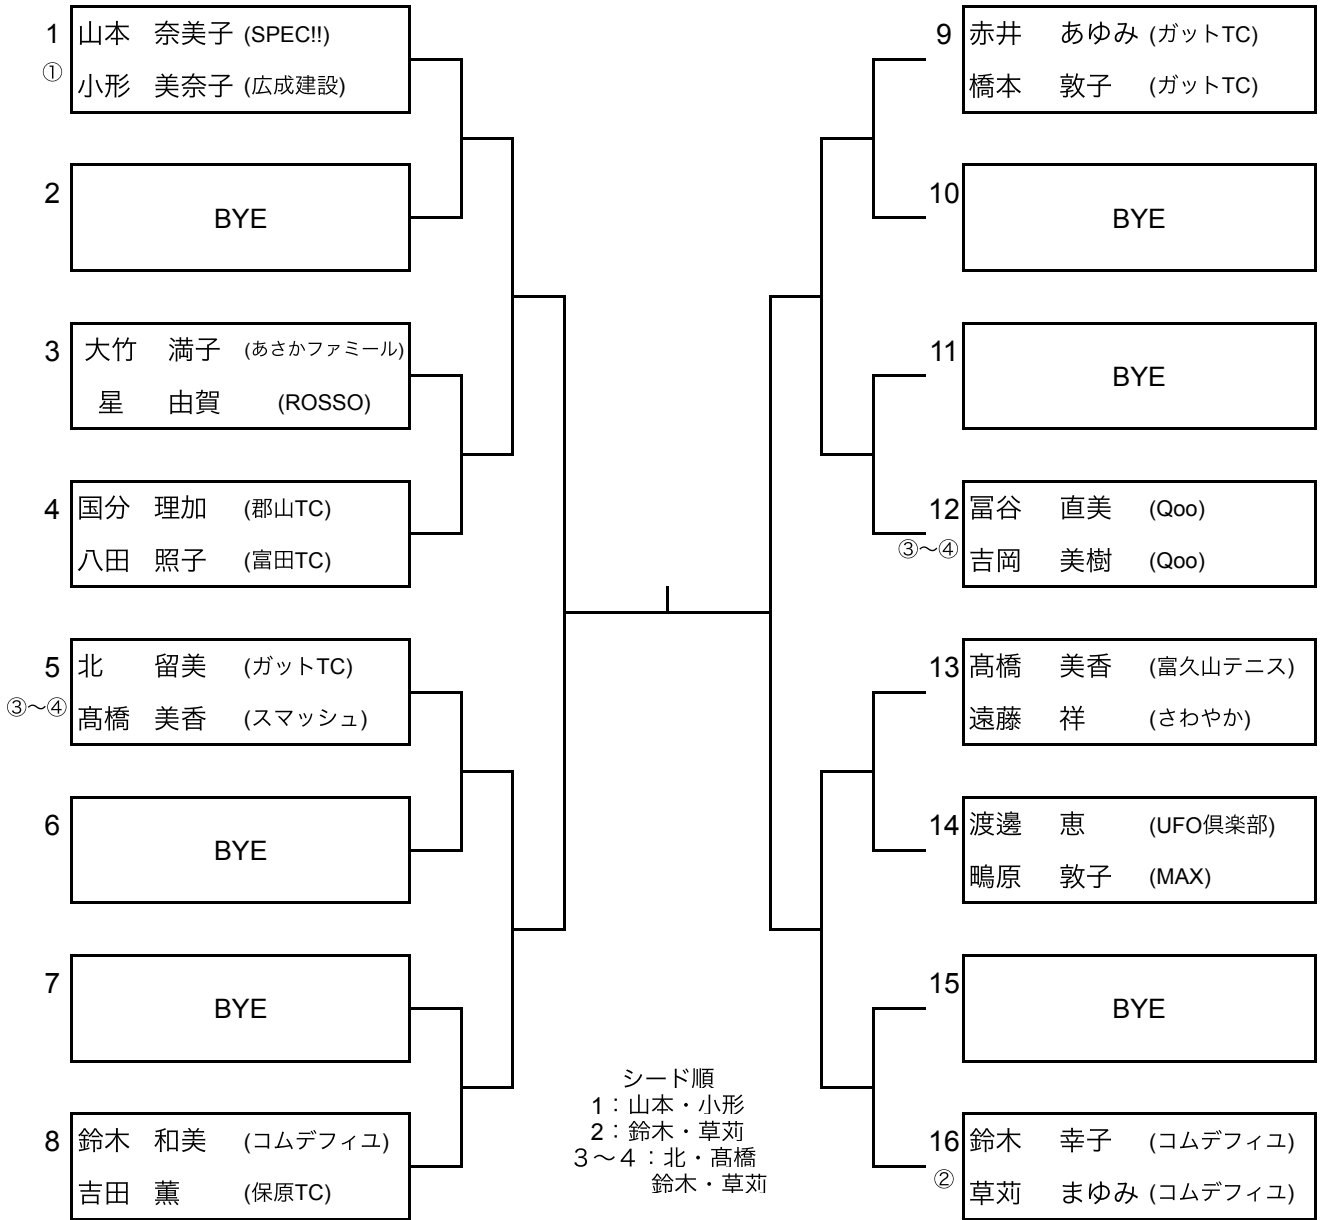 1 山本 奈美子 (SPEC!!)
① 小形 美奈子 (広成建設)
2 BYE
3 大竹 満子 (あさかファミール)
星 由賀 (ROSSO)
4 国分 理加 (郡山TC)
八田 照子 (富田TC)
5 北 留美 (ガットTC)
③～④ 髙橋 美香 (スマッシュ)
6 BYE
7 BYE
8 鈴木 和美 (コムデフィユ)
吉田 薫 (保原TC)
9 赤井 あゆみ (ガットTC)
橋本 敦子 (ガットTC)
10 BYE
11 BYE
12 冨谷 直美 (Qoo)
③～④ 吉岡 美樹 (Qoo)
13 髙橋 美香 (富久山テニス)
遠藤 祥 (さわやか)
14 渡邊 恵 (UFO倶楽部)
鴫原 敦子 (MAX)
15 BYE
16 鈴木 幸子 (コムデフィユ)
② 草苅 まゆみ (コムデフィユ)
シード順
1：山本・小形
2：鈴木・草苅
３～４：北・髙橋
鈴木・草苅